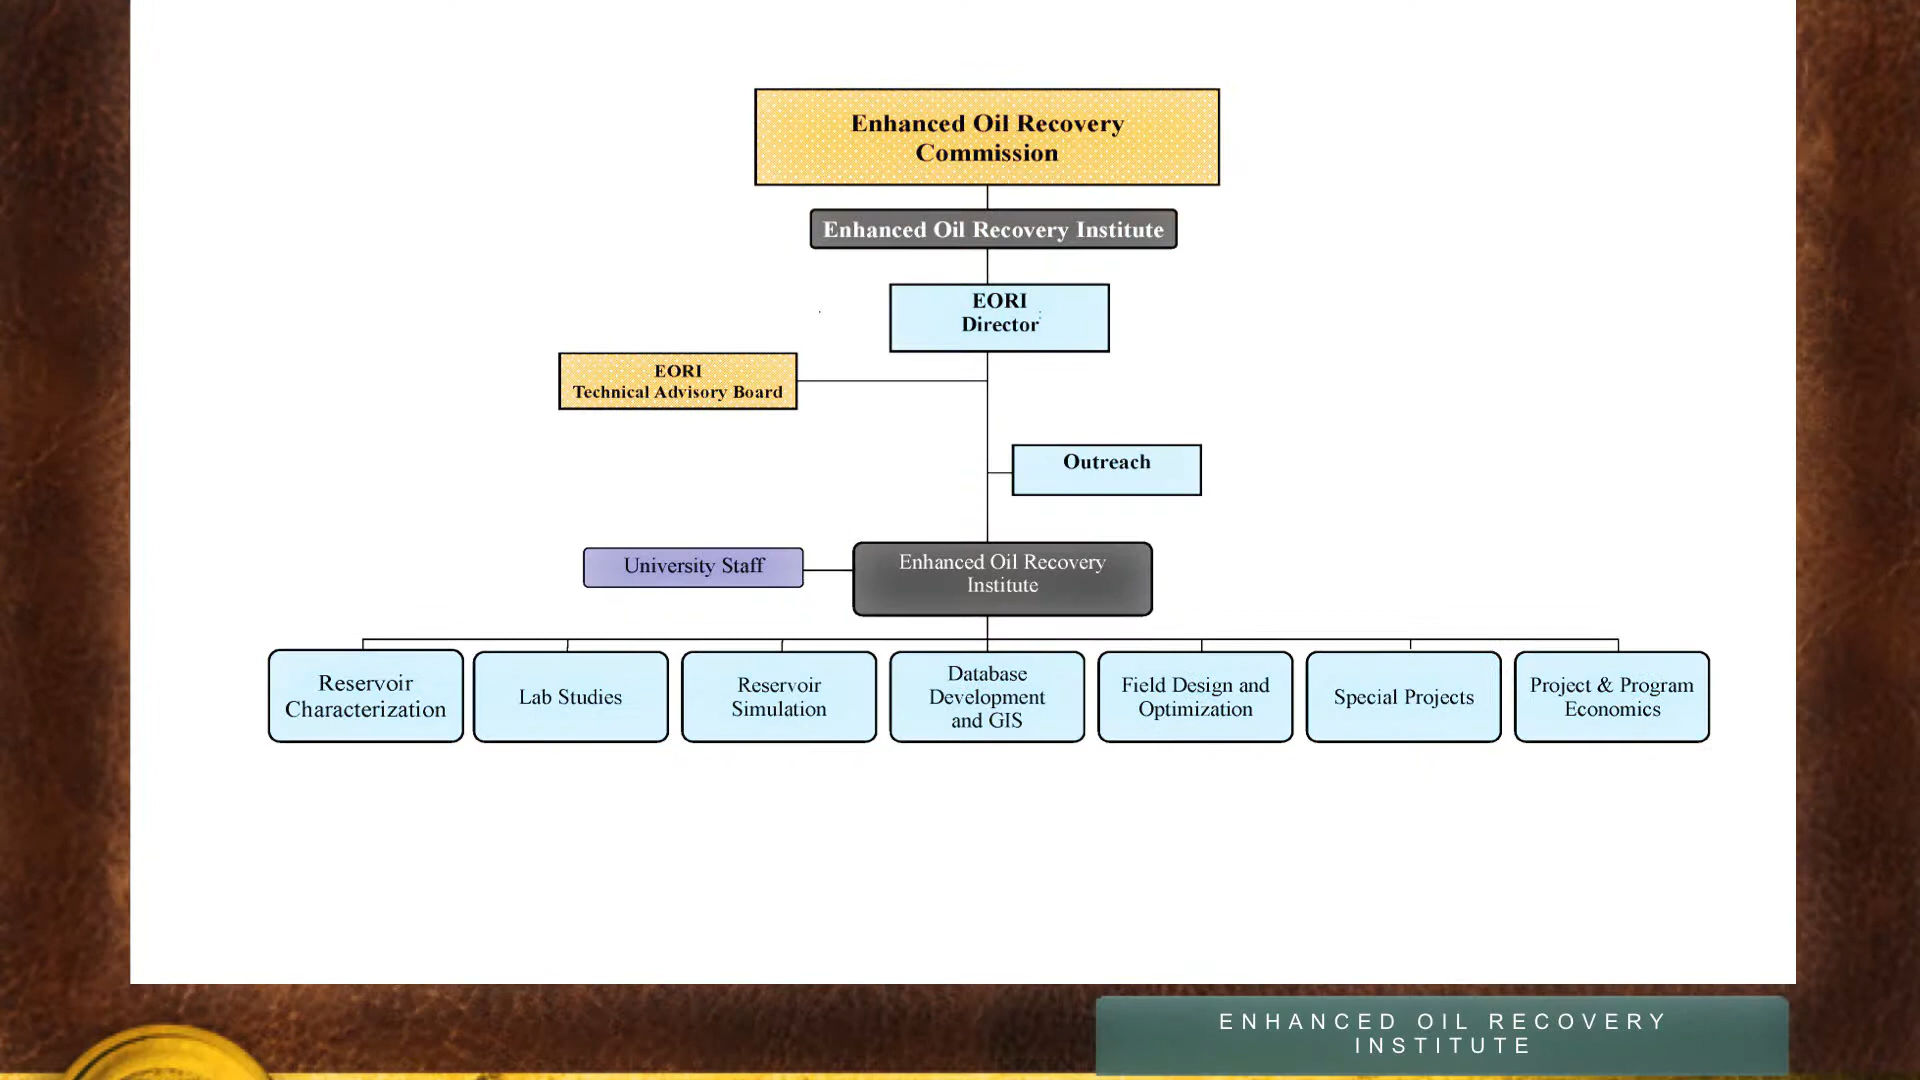 Enhanced Oil Recovery
Commission
Enhanced Oil Recovery Institute
EORI
Director
EORI
Technical Advisory Board
Outreach
University Staff
Enhanced Oil Recovery
Institute
Reservoir
Characterization
Lab Studies
Reservoir
Simulation
Database
Development
and GIS
Field Design and
Optimization
Special Projects
Project & Program
Economics
ENHANCED OIL RECOVERY
INSTITUTE